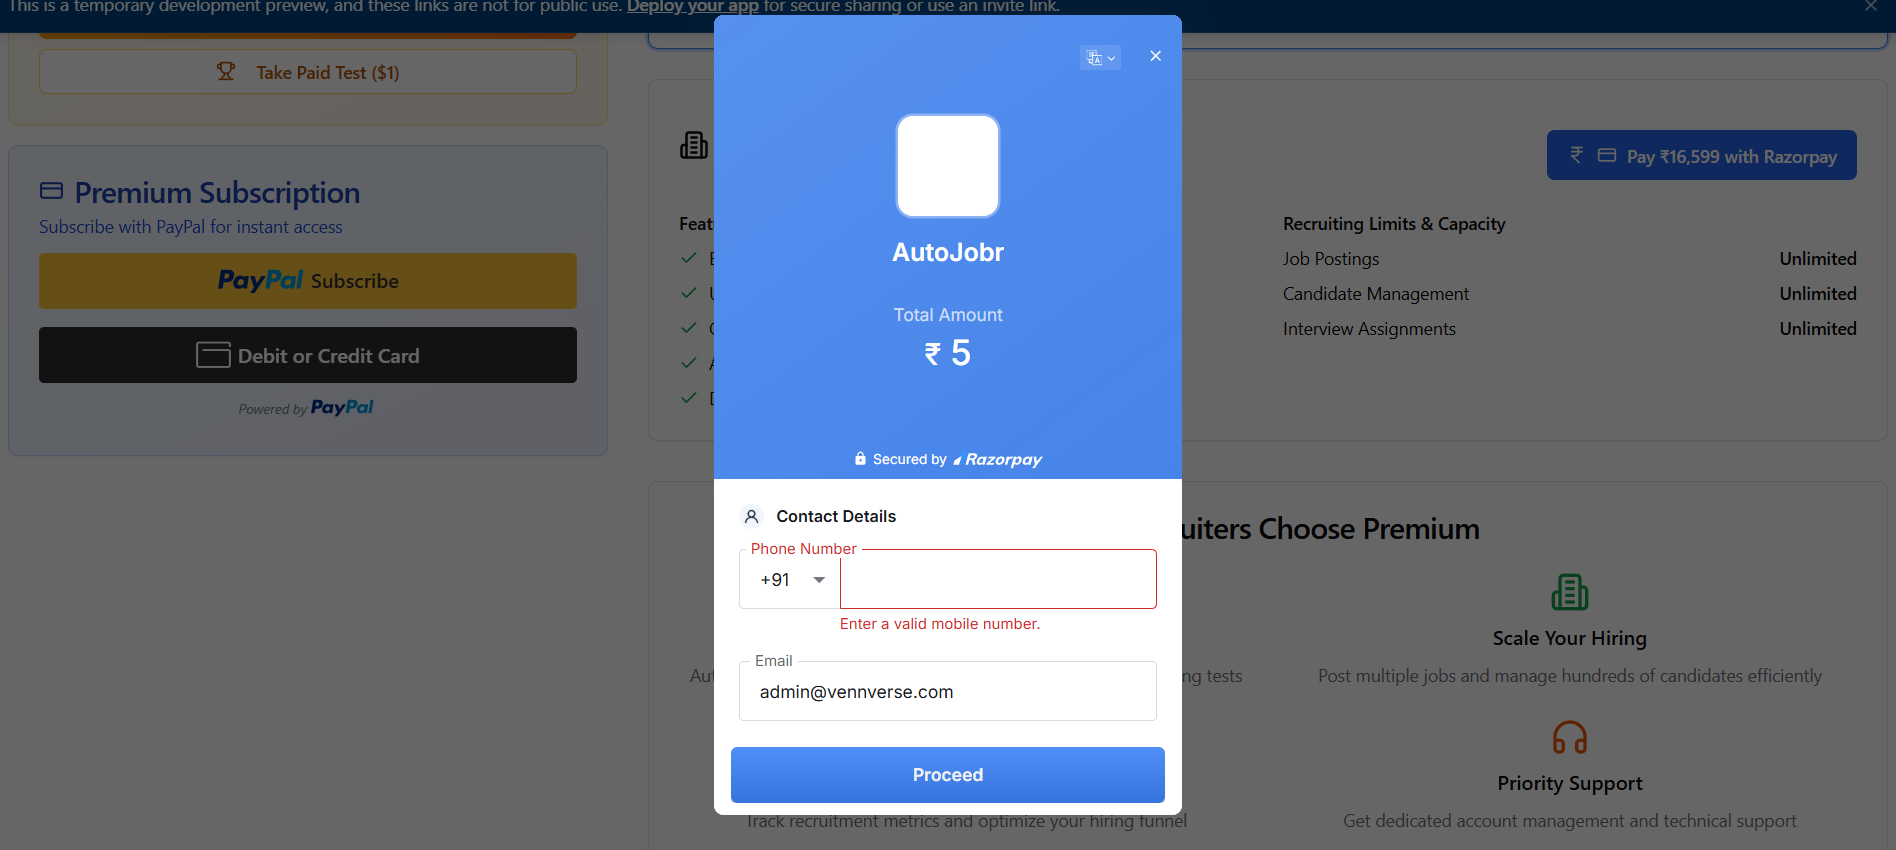 This is a temporary development preview, and these links are not for public use. Deploy your app for secure sharing or use an invite link.
Take Paid Test ($1)
Premium Subscription
Subscribe with PayPal for instant access
PayPal Subscribe
Debit or Credit Card
Powered by PayPal
AutoJobr
Total Amount
₹ 5
Secured by Razorpay
Contact Details
Phone Number
+91
Enter a valid mobile number.
Email
admin@vennverse.com
Proceed
₹ Pay ₹16,599 with Razorpay
Recruiting Limits & Capacity
Job Postings Unlimited
Candidate Management Unlimited
Interview Assignments Unlimited
Choose Premium
Scale Your Hiring
ng tests
Post multiple jobs and manage hundreds of candidates efficiently
Priority Support
Track recruitment metrics and optimize your hiring funnel
Get dedicated account management and technical support